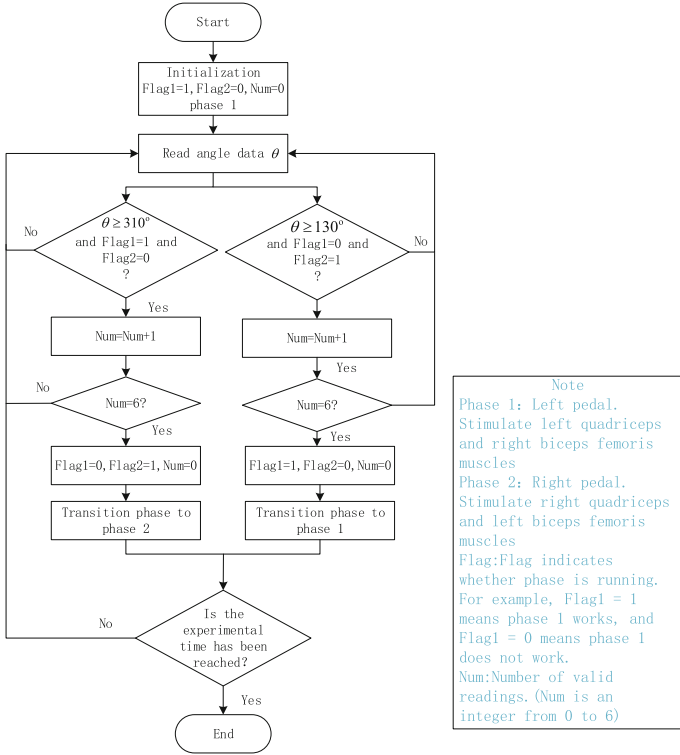 Start
Initialization
Flag1=1,Flag2=0,Num=0
phase 1
Read angle data θ
θ ≥ 310°
and Flag1=1 and
Flag2=0
?
No
Yes
θ ≥ 130°
and Flag1=0 and
Flag2=1
?
No
Num=Num+1
Num=Num+1
Yes
Num=6?
No
Yes
Num=6?
Yes
Flag1=0,Flag2=1,Num=0
Flag1=1,Flag2=0,Num=0
Transition phase to
phase 2
Transition phase to
phase 1
Is the
experimental
time has been
reached?
No
Yes
End
Note
Phase 1: Left pedal.
Stimulate left quadriceps
and right biceps femoris
muscles
Phase 2: Right pedal.
Stimulate right quadriceps
and left biceps femoris
muscles
Flag:Flag indicates
whether phase is running.
For example, Flag1 = 1
means phase 1 works, and
Flag1 = 0 means phase 1
does not work.
Num:Number of valid
readings.(Num is an
integer from 0 to 6)